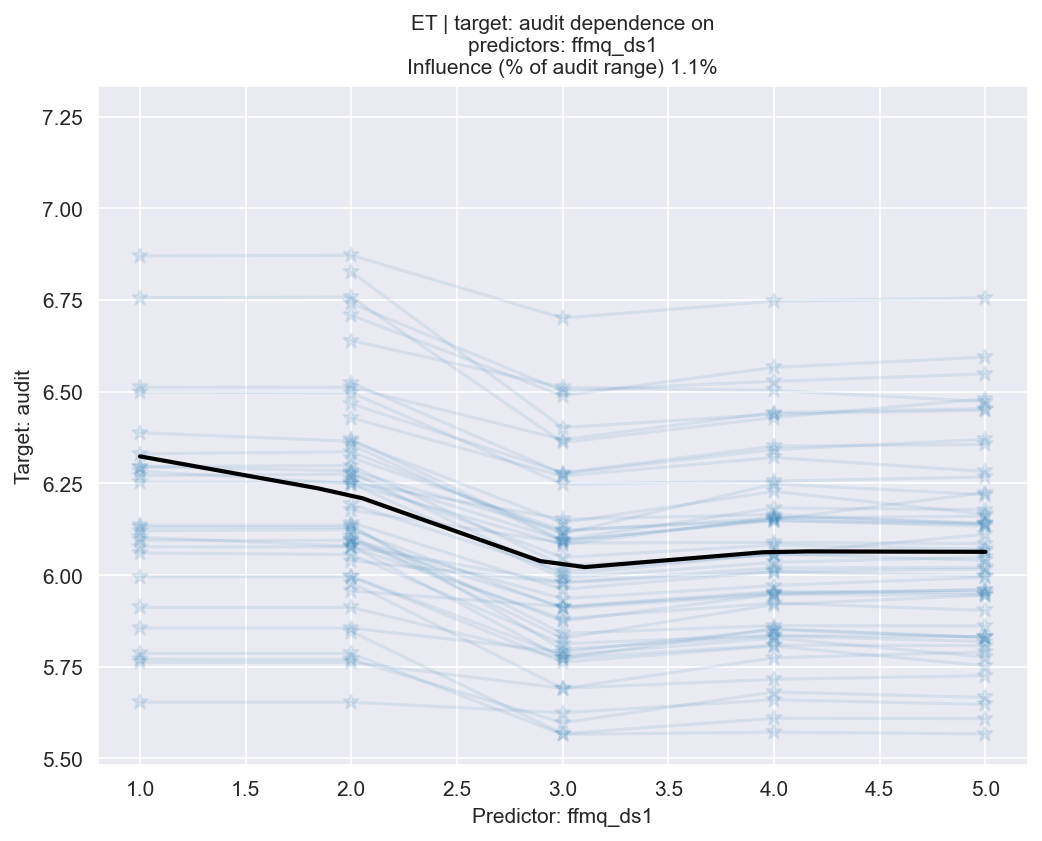 ET | target: audit dependence on
predictors: ffmq_ds1
Influence (% of audit range) 1.1%
7.25
7.00
6.75
6.50
6.25
6.00
5.75
5.50
Target: audit
1.0 1.5 2.0 2.5 3.0 3.5 4.0 4.5 5.0
Predictor: ffmq_ds1